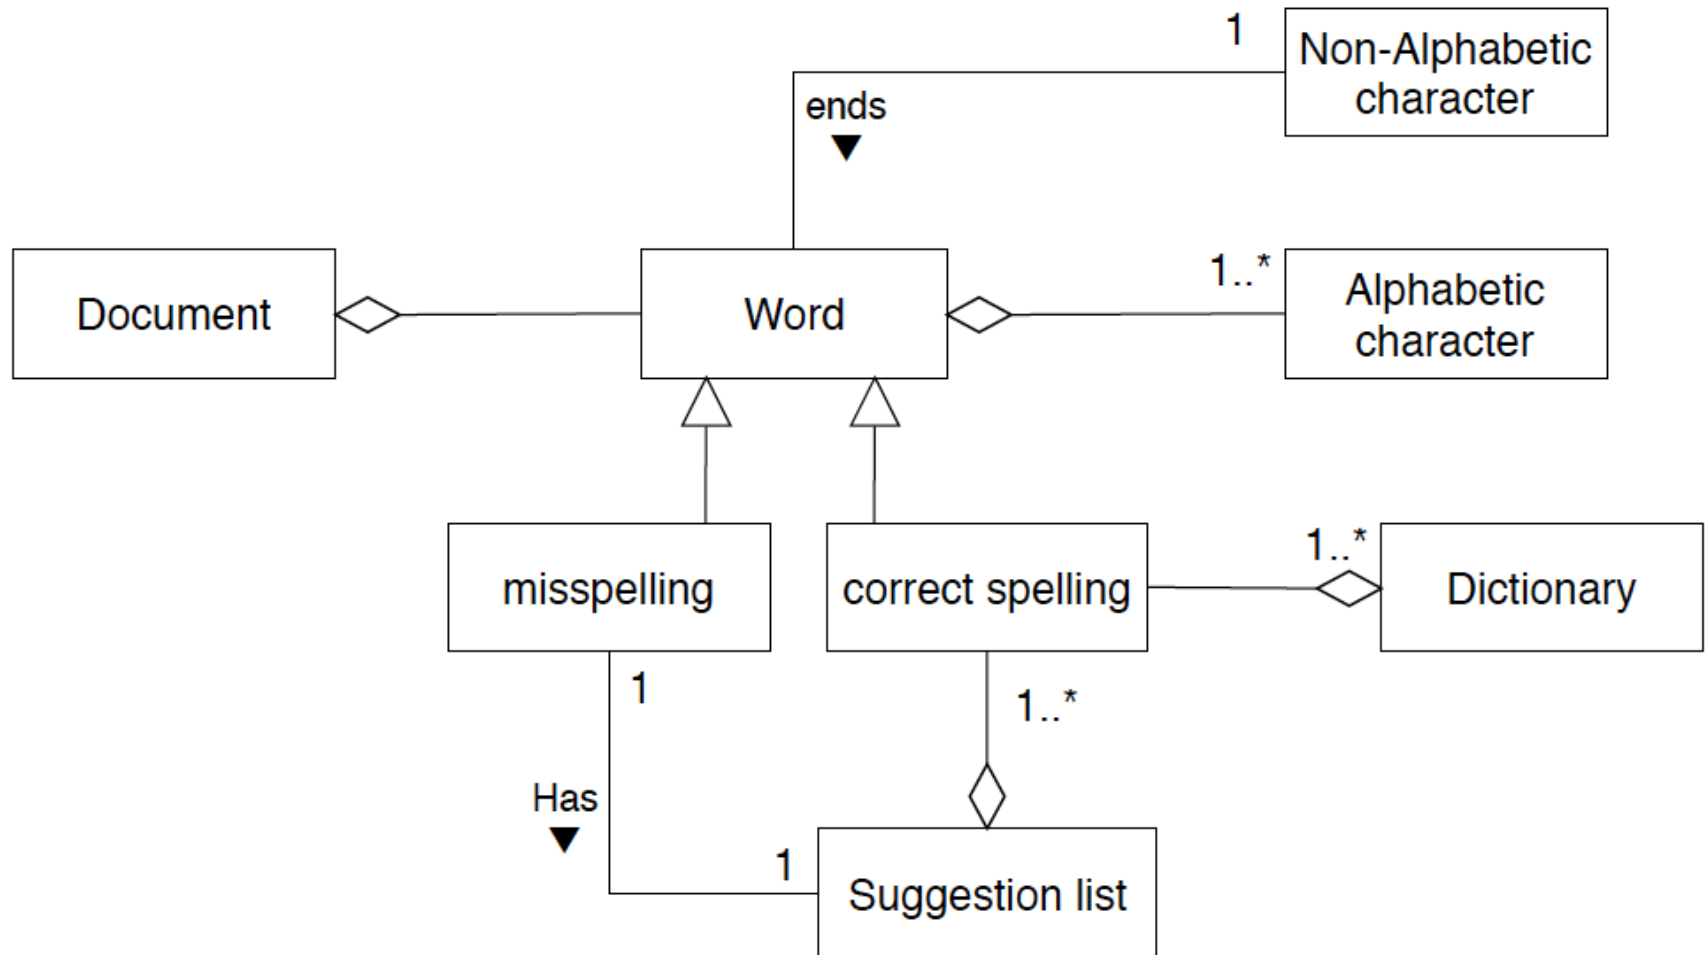 1
Non-Alphabetic
character
ends
▼
Document
Word
1..*
Alphabetic
character
misspelling
correct spelling
1..*
Dictionary
1
1..*
Has
▼
1
Suggestion list